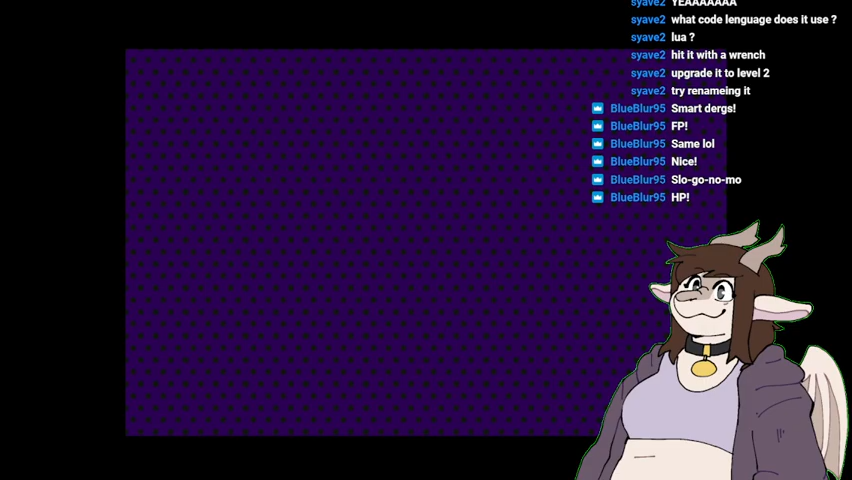 syave2 YEAAAAAAA
syave2 what code lenguage does it use ?
syave2 lua ?
syave2 hit it with a wrench
syave2 upgrade it to level 2
syave2 try renameing it
BlueBlur95 Smart dergs!
BlueBlur95 FP!
BlueBlur95 Same lol
BlueBlur95 Nice!
BlueBlur95 Slo-go-no-mo
BlueBlur95 HP!